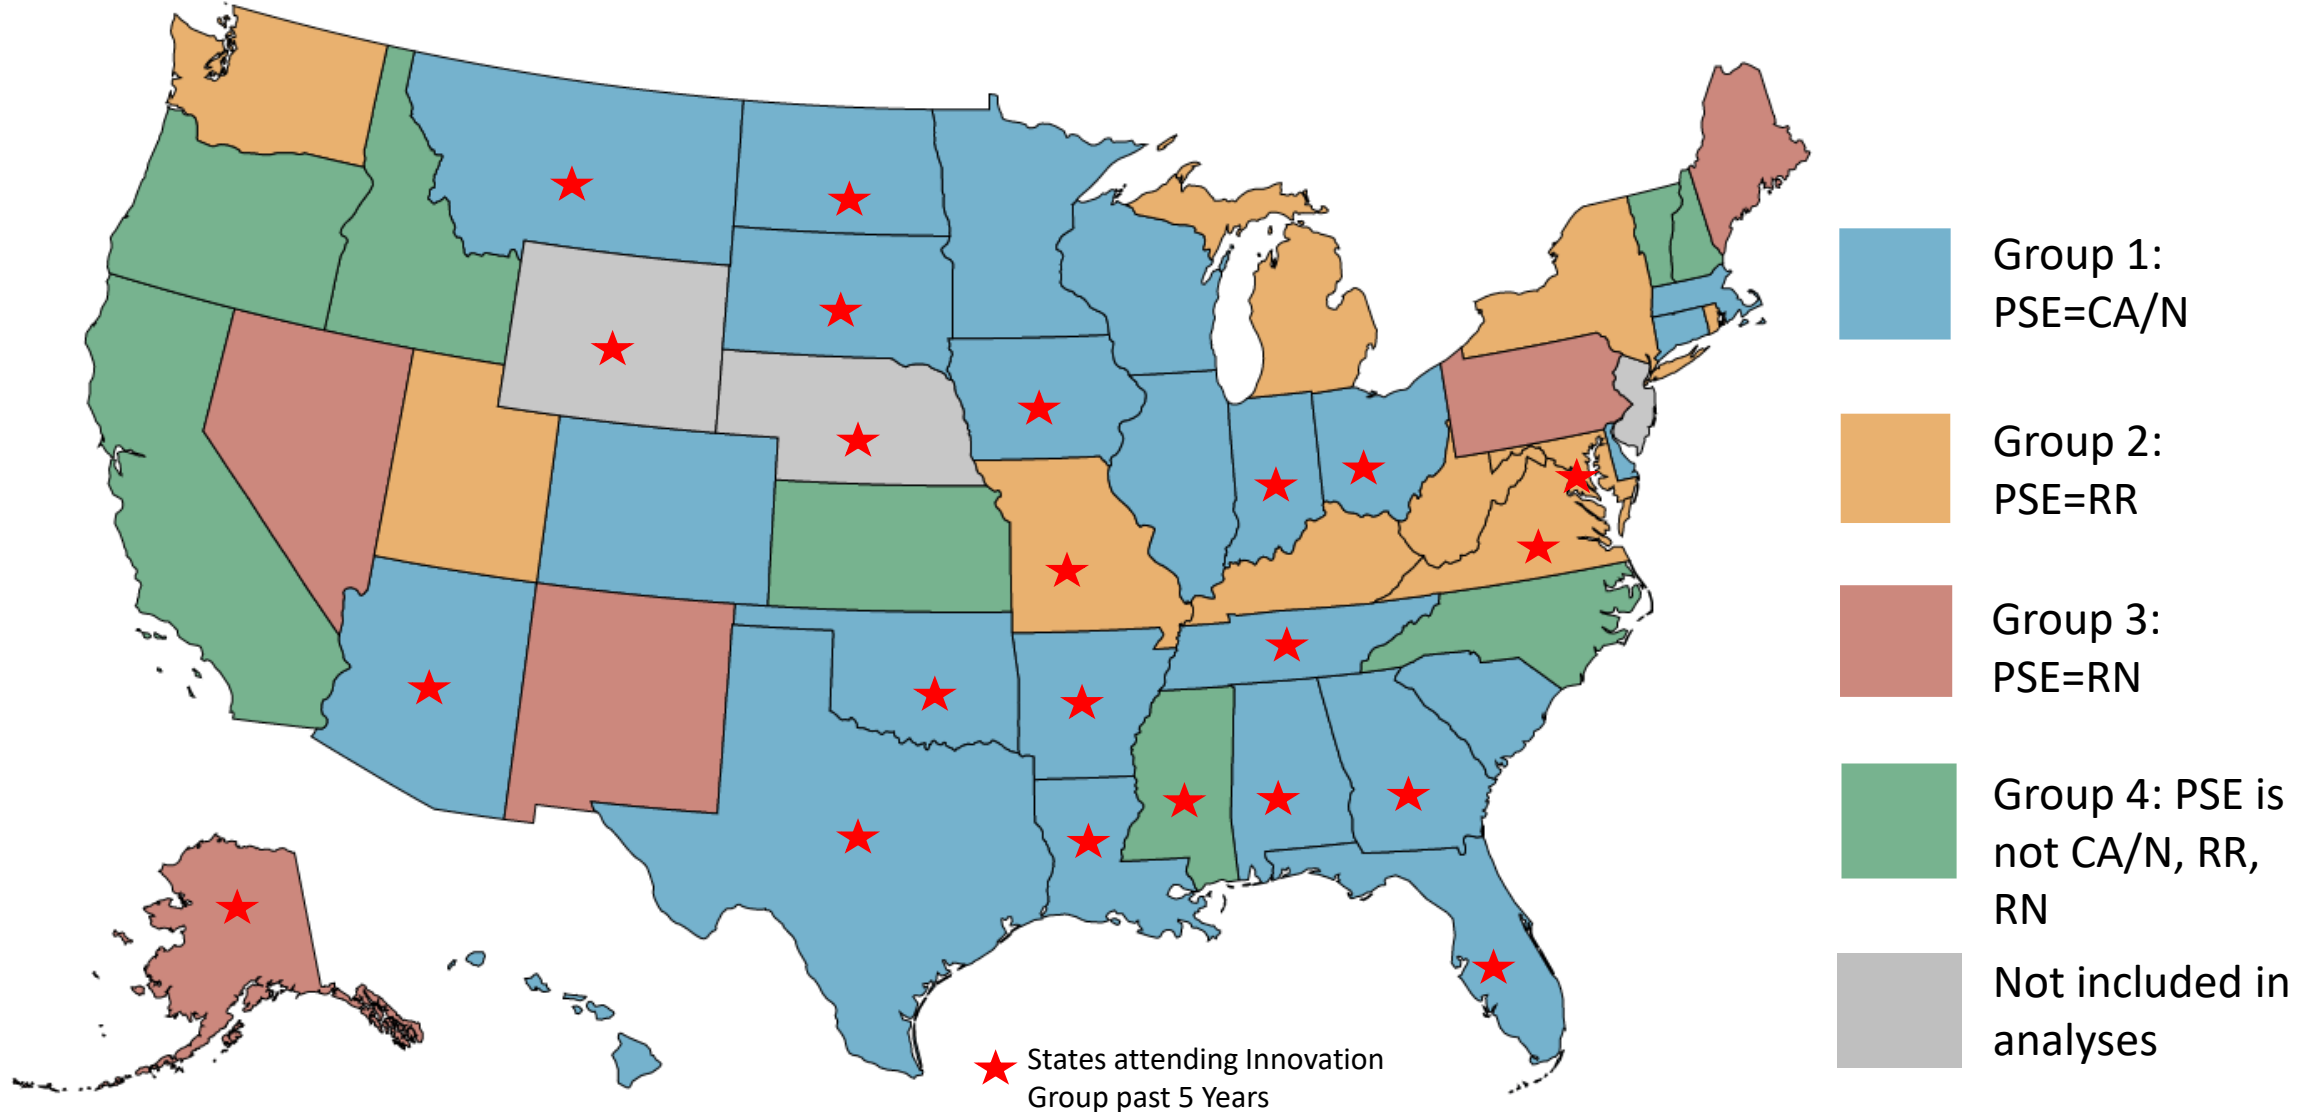 Group 1:
PSE=CA/N
Group 2:
PSE=RR
Group 3:
PSE=RN
Group 4: PSE is
not CA/N, RR,
RN
Not included in
analyses
States attending Innovation
Group past 5 Years